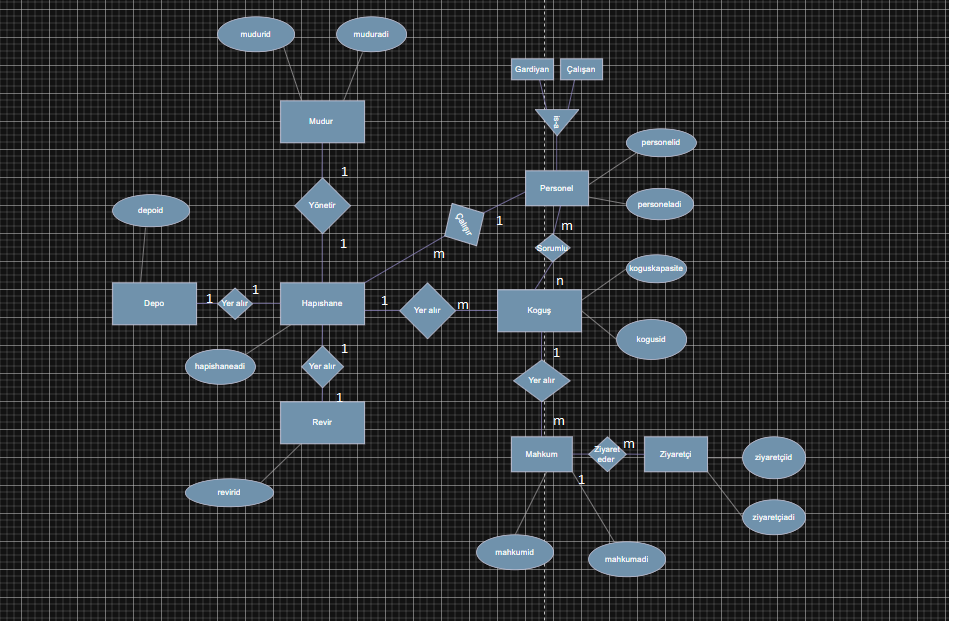 mudurid
muduradi
Gardiyan
Çalışan
Mudur
is-a
personelid
1
Personel
depoid
Yönetir
personeladi
Çalışır
1
m
1
m
Sorumlu
koguskapasite
n
1
1
Depo
Yer alır
Hapishane
1
Yer alır
m
Koguş
kogusid
1
1
hapishaneadi
Yer alır
Yer alır
1
m
Revir
Mahkum
Ziyaret
eder
m
Ziyaretçi
ziyaretçiid
1
revirid
ziyaretçiadi
mahkumid
mahkumadi